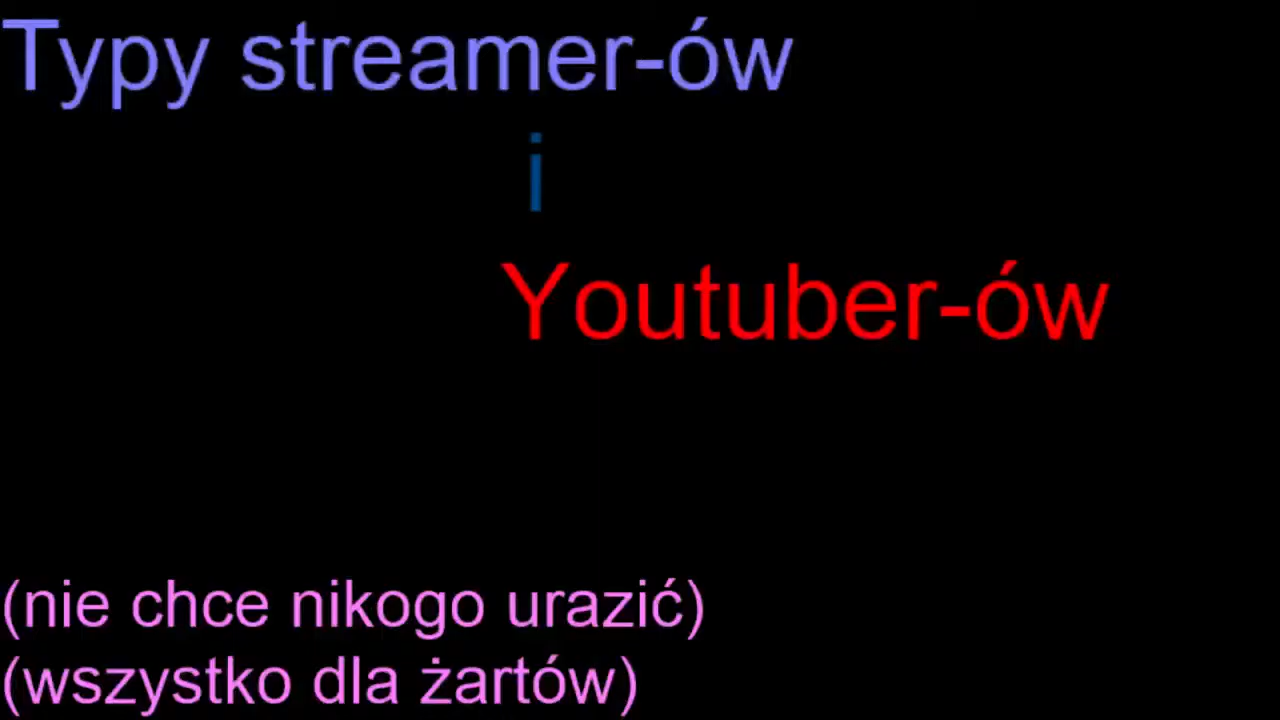 Typy streamer-ów
i
Youtuber-ów
(nie chce nikogo urazić)
(wszystko dla żartów)